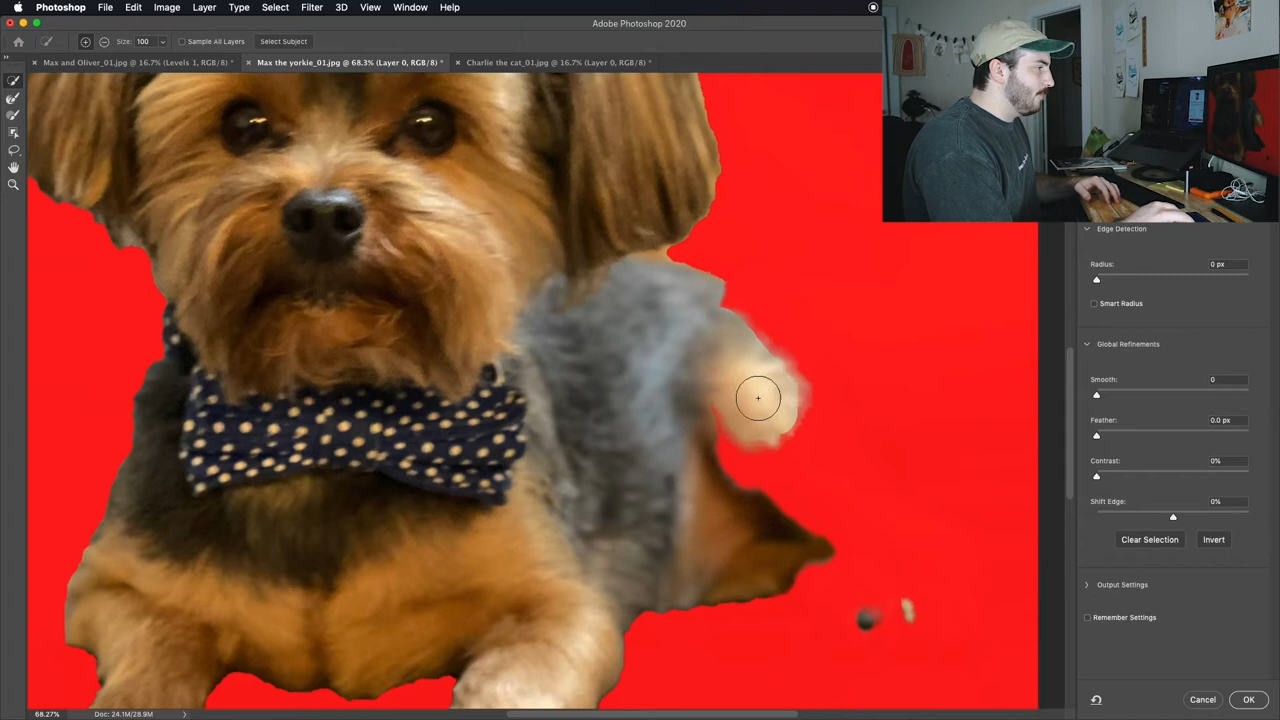 Photoshop File Edit Image Layer Type Select Filter 3D View Window Help
Adobe Photoshop 2020
Size: 100 Sample All Layers Select Subject
Max and Oliver_01.jpg @ 16.7% (Levels 1, RGB/8) * Max the yorkie_01.jpg @ 68.3% (Layer 0, RGB/8) * Charlie the cat_01.jpg @ 16.7% (Layer 0, RGB/8) *
Edge Detection
Radius: 0 px
Smart Radius
Global Refinements
Smooth: 0
Feather: 0.0 px
Contrast: 0%
Shift Edge: 0%
Clear Selection Invert
Output Settings
Remember Settings
Cancel OK
68.27% Doc: 24.1M/28.9M